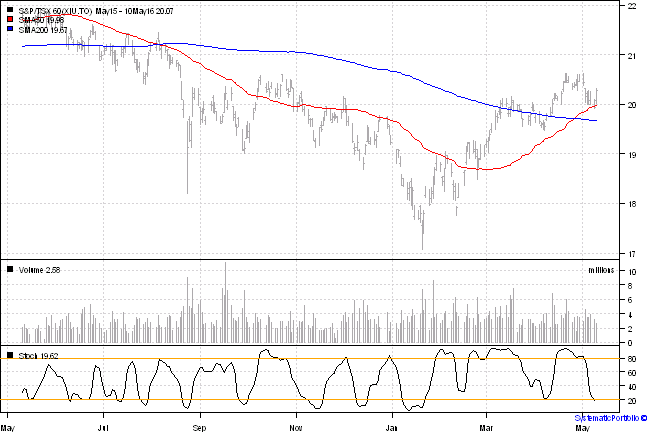 S&P/TSX 60(XIU.TO) May15 - 10May16 20.07
SMA50 19.98
SMA200 19.67
22
21
20
19
18
17
Volume 2.58
millions
10
8
6
4
2
0
Stoch 19.62
80
60
40
20
May Jul Sep Nov Jan Mar May
SystematicPortfolio ©